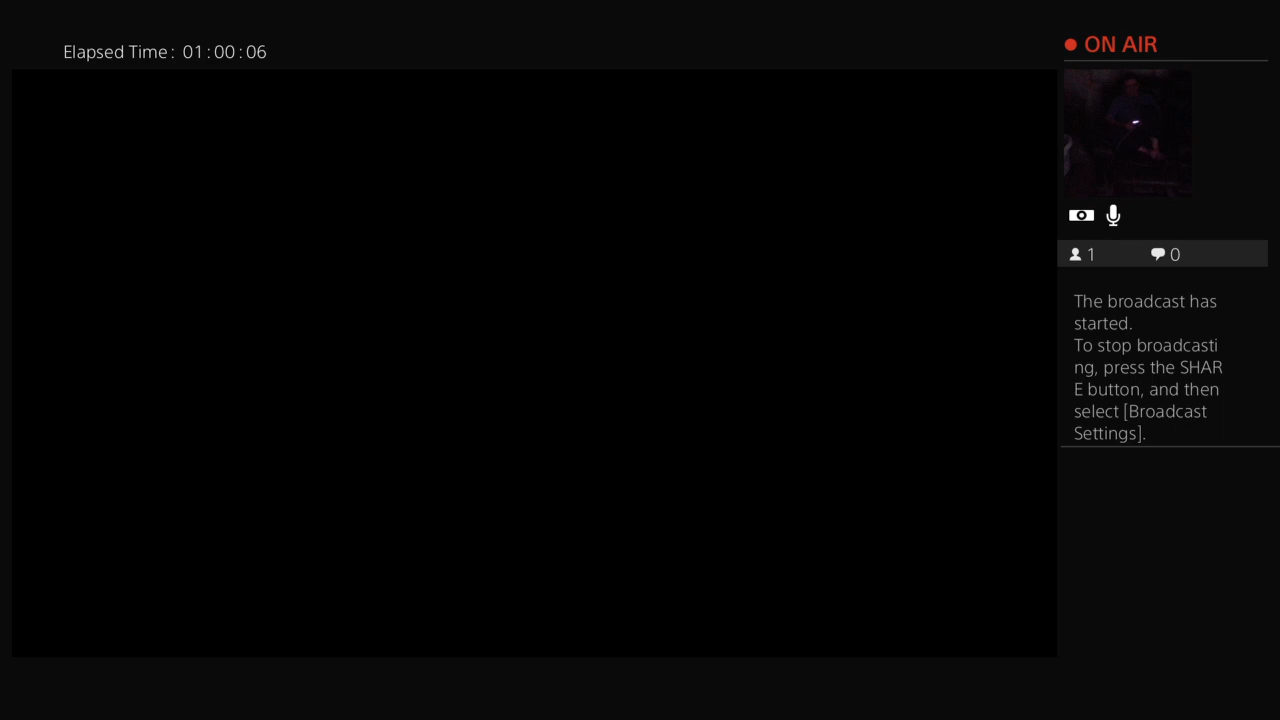 Elapsed Time: 01:00:06
ON AIR
1 0
The broadcast has
started.
To stop broadcasti
ng, press the SHAR
E button, and then
select [Broadcast
Settings].